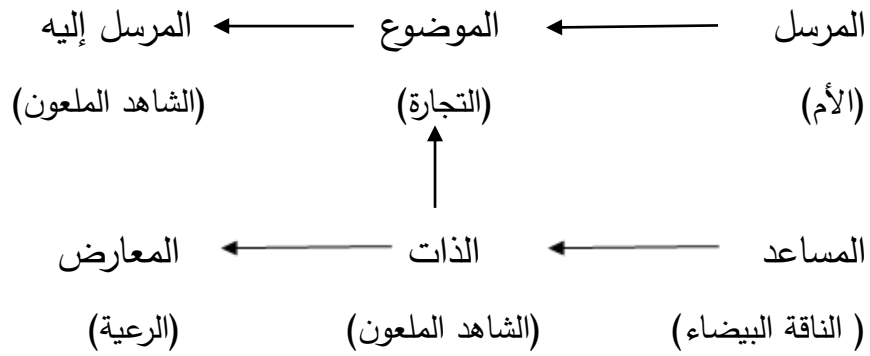 المرسل الموضوع المرسل إليه
(الأم) (التجارة) (الشاهد الملعون)
المساعد الذات المعارض
( الناقة البيضاء) (الشاهد الملعون) (الرعية)